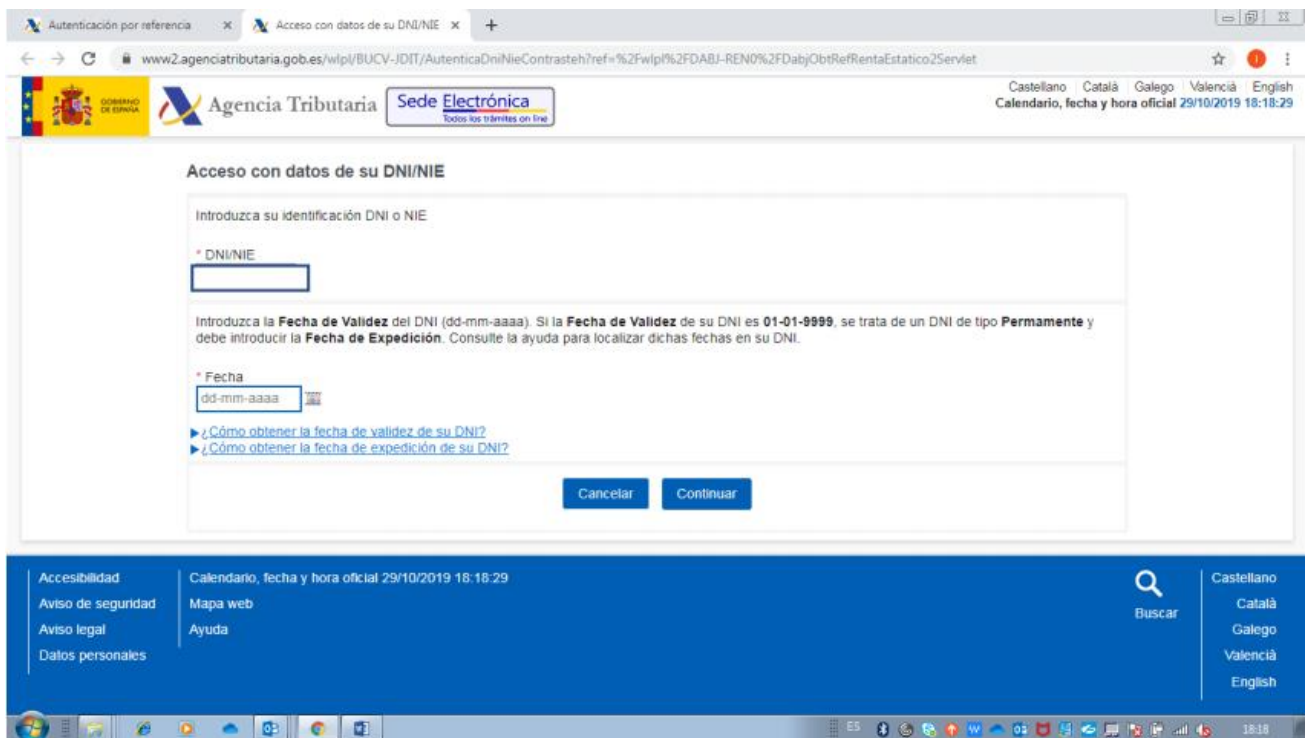 Autenticación por referencia
Acceso con datos de su DNI/NIE
www2.agenciatributaria.gob.es/wlpl/BUCV-JDIT/AutenticaDniNieContrasteh?ref=%2Fwlpl%2FDABJ-REN0%2FDabjObtRefRentaEstatico2Servlet
GOBIERNO DE ESPAÑA
Agencia Tributaria
Sede Electrónica
Todos los trámites on line
Castellano Català Galego Valencià English
Calendario, fecha y hora oficial 29/10/2019 18:18:29
Acceso con datos de su DNI/NIE
Introduzca su identificación DNI o NIE
* DNI/NIE
Introduzca la Fecha de Validez del DNI (dd-mm-aaaa). Si la Fecha de Validez de su DNI es 01-01-9999, se trata de un DNI de tipo Permamente y
debe introducir la Fecha de Expedición. Consulte la ayuda para localizar dichas fechas en su DNI.
* Fecha
dd-mm-aaaa
¿Cómo obtener la fecha de validez de su DNI?
¿Cómo obtener la fecha de expedición de su DNI?
Cancelar Continuar
Accesibilidad
Aviso de seguridad
Aviso legal
Datos personales
Calendario, fecha y hora oficial 29/10/2019 18:18:29
Mapa web
Ayuda
Buscar
Castellano
Català
Galego
Valencià
English
ES
18:18